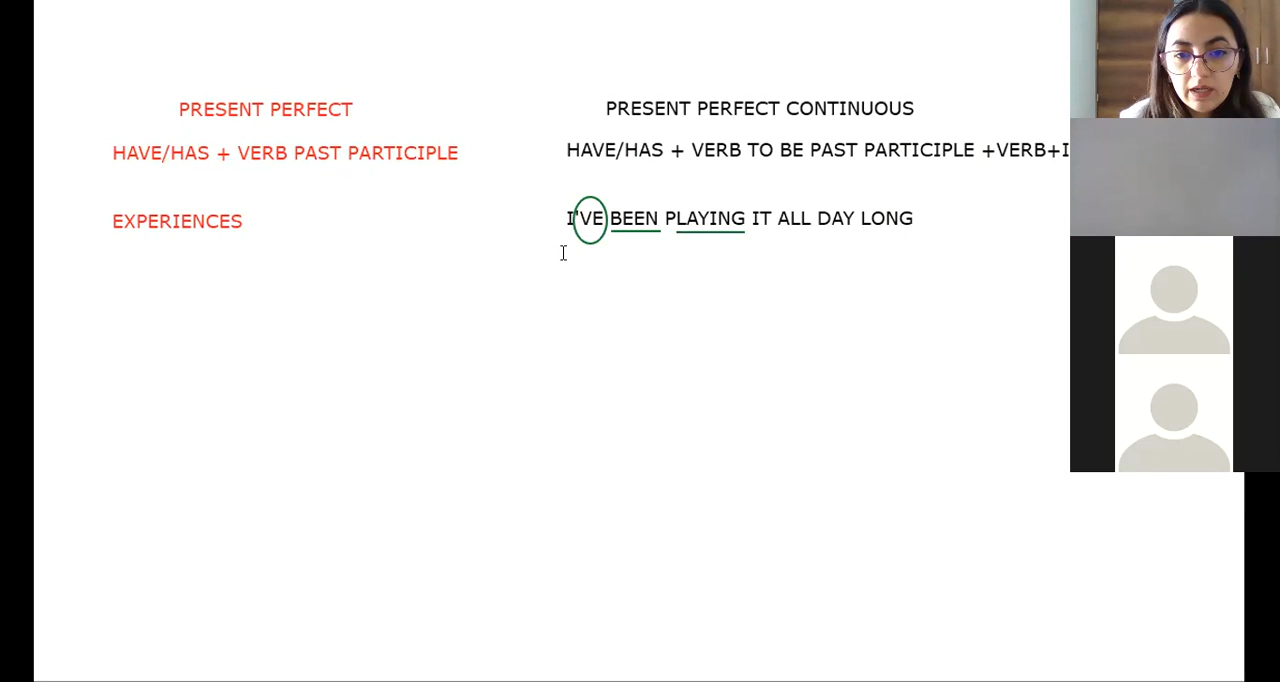 PRESENT PERFECT
HAVE/HAS + VERB PAST PARTICIPLE
EXPERIENCES
PRESENT PERFECT CONTINUOUS
HAVE/HAS + VERB TO BE PAST PARTICIPLE +VERB+I
I'VE BEEN PLAYING IT ALL DAY LONG